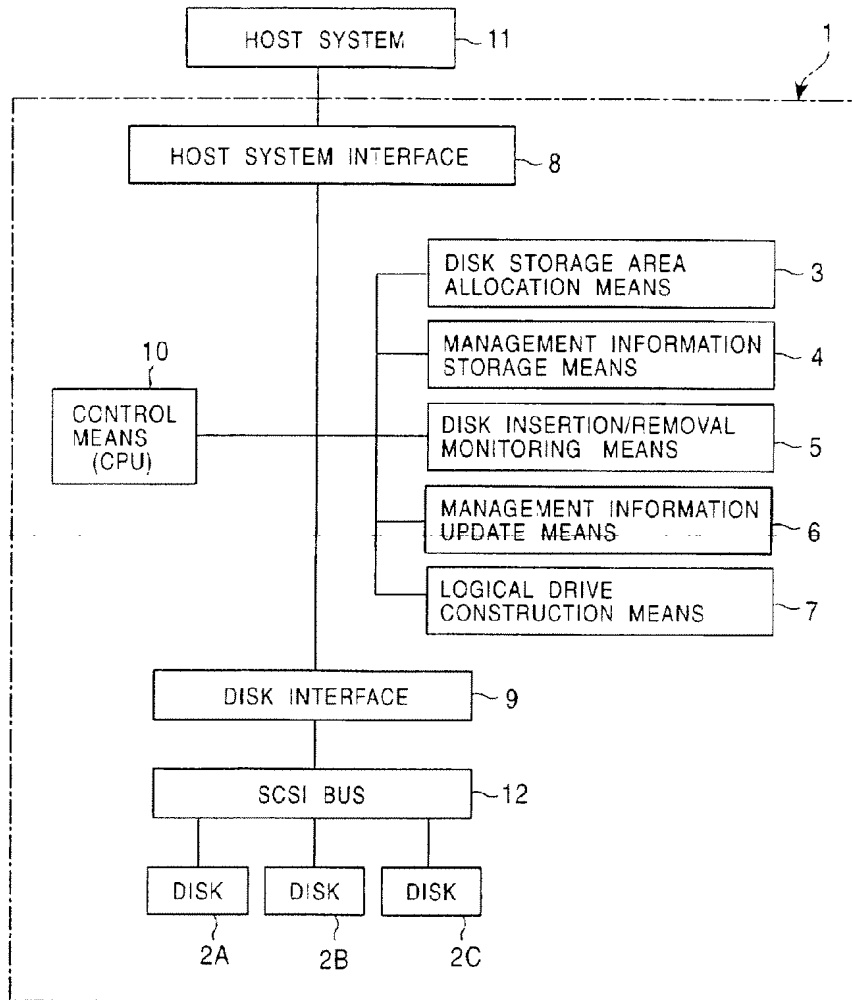 HOST SYSTEM
11
1
HOST SYSTEM INTERFACE
8
DISK STORAGE AREA
ALLOCATION MEANS
3
10
MANAGEMENT INFORMATION
STORAGE MEANS
4
CONTROL
MEANS
(CPU)
DISK INSERTION/REMOVAL
MONITORING MEANS
5
MANAGEMENT INFORMATION
UPDATE MEANS
6
LOGICAL DRIVE
CONSTRUCTION MEANS
7
DISK INTERFACE
9
SCSI BUS
12
DISK
DISK
DISK
2A
2B
2C